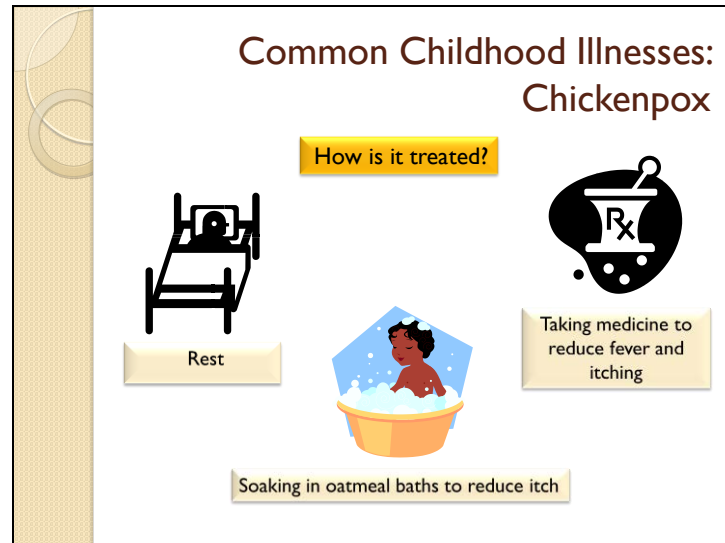 Common Childhood Illnesses:
Chickenpox
How is it treated?
Rx
Rest
Taking medicine to
reduce fever and
itching
Soaking in oatmeal baths to reduce itch